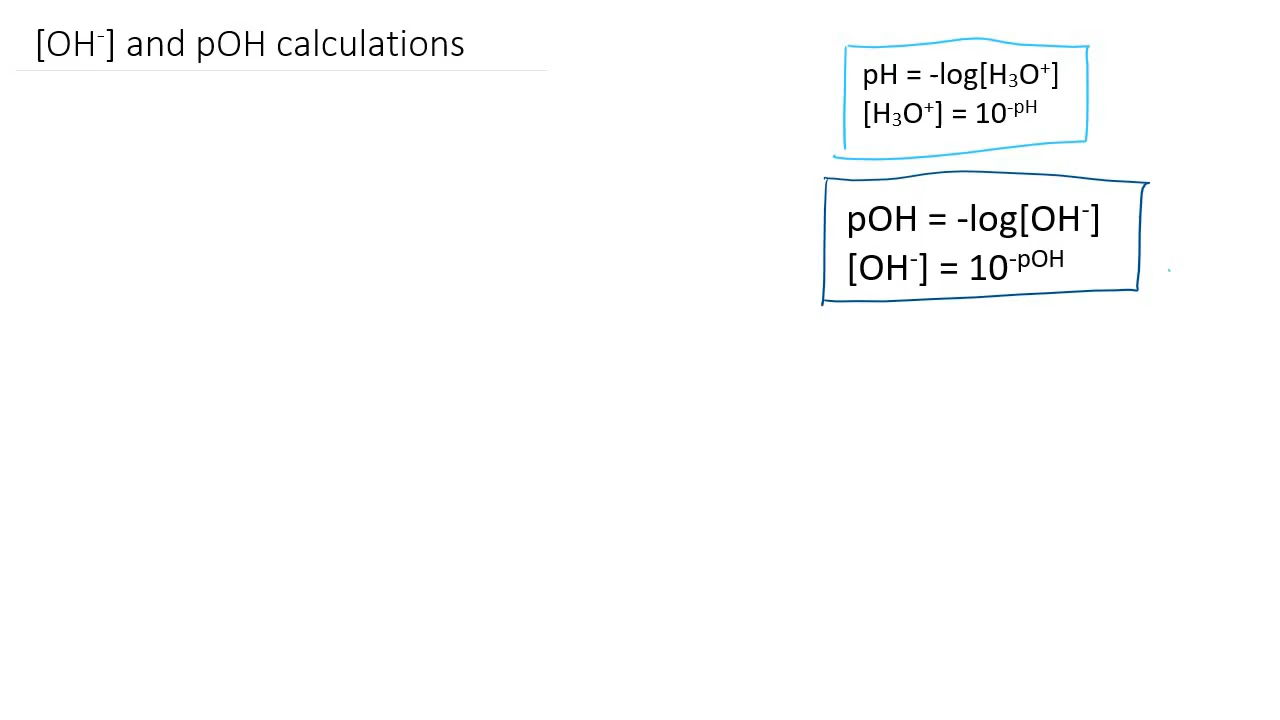 [OH⁻] and pOH calculations
pH = -log[H₃O⁺]
[H₃O⁺] = 10⁻ᵖᴴ
pOH = -log[OH⁻]
[OH⁻] = 10⁻ᵖᴼᴴ